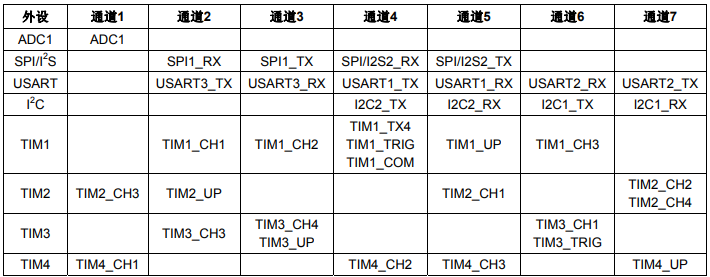 外设 通道1 通道2 通道3 通道4 通道5 通道6 通道7
ADC1 ADC1
SPI/I²S SPI1_RX SPI1_TX SPI/I2S2_RX SPI/I2S2_TX
USART USART3_TX USART3_RX USART1_TX USART1_RX USART2_RX USART2_TX
I²C I2C2_TX I2C2_RX I2C1_TX I2C1_RX
TIM1 TIM1_CH1 TIM1_CH2 TIM1_TX4 TIM1_TRIG TIM1_COM TIM1_UP TIM1_CH3
TIM2 TIM2_CH3 TIM2_UP TIM2_CH1 TIM2_CH2 TIM2_CH4
TIM3 TIM3_CH3 TIM3_CH4 TIM3_UP TIM3_CH1 TIM3_TRIG
TIM4 TIM4_CH1 TIM4_CH2 TIM4_CH3 TIM4_UP